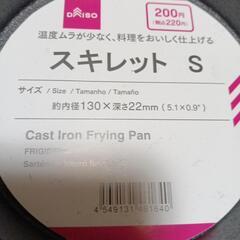 DAISO
200円
(税込220円)
温度ムラが少なく、料理をおいしく仕上げる
スキレット S
サイズ / Size / Tamanho / Tamaño
約内径130×深さ22mm ( 5.1×0.9" )
Cast Iron Frying Pan